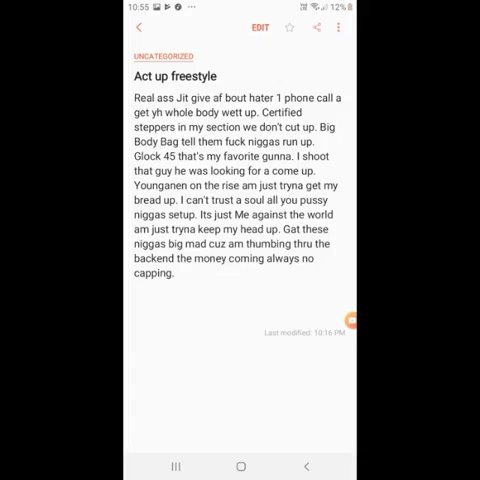 10:55 12%
EDIT
UNCATEGORIZED
Act up freestyle
Real ass Jit give af bout hater 1 phone call a
get yh whole body wett up. Certified
steppers in my section we don't cut up. Big
Body Bag tell them fuck niggas run up.
Glock 45 that's my favorite gunna. I shoot
that guy he was looking for a come up.
Younganen on the rise am just tryna get my
bread up. I can't trust a soul all you pussy
niggas setup. Its just Me against the world
am just tryna keep my head up. Gat these
niggas big mad cuz am thumbing thru the
backend the money coming always no
capping.
Last modified: 10:16 PM